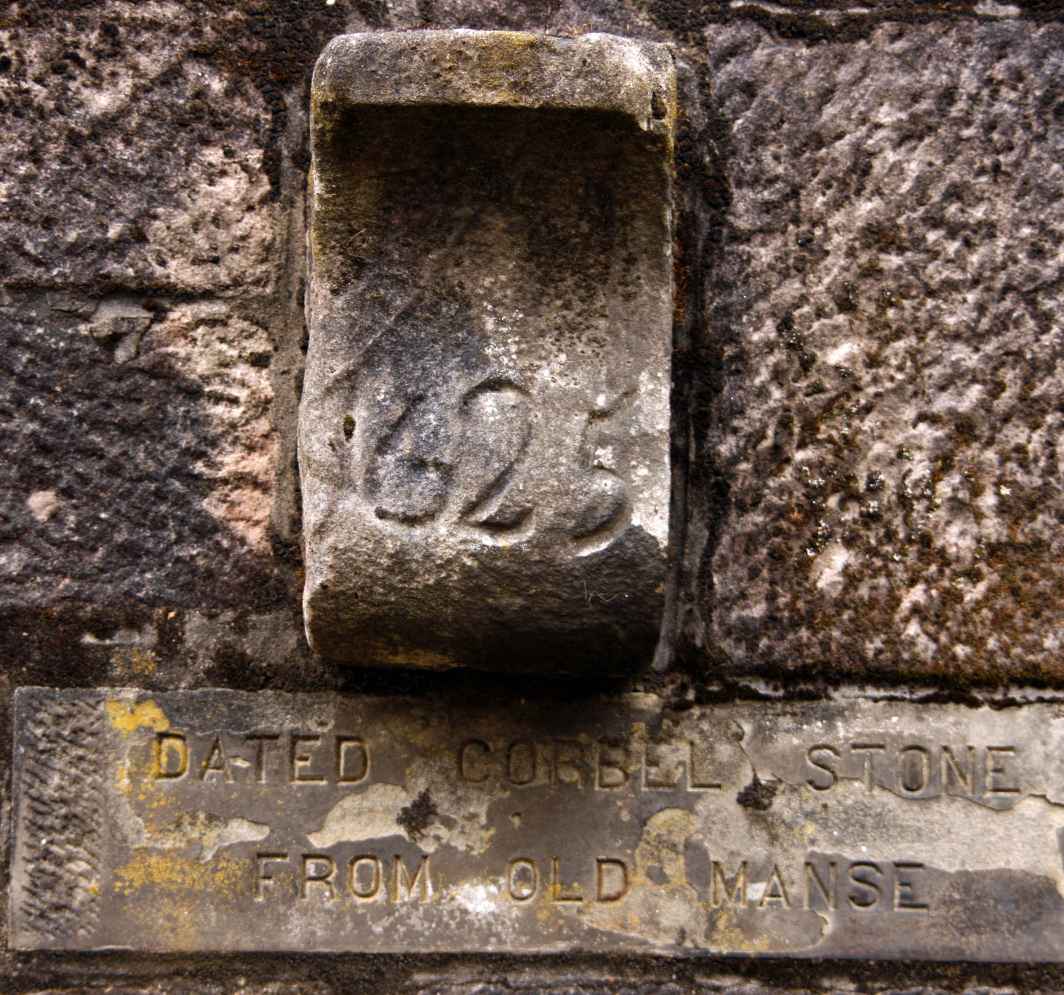 1625
DATED CORBEL STONE
FROM OLD MANSE